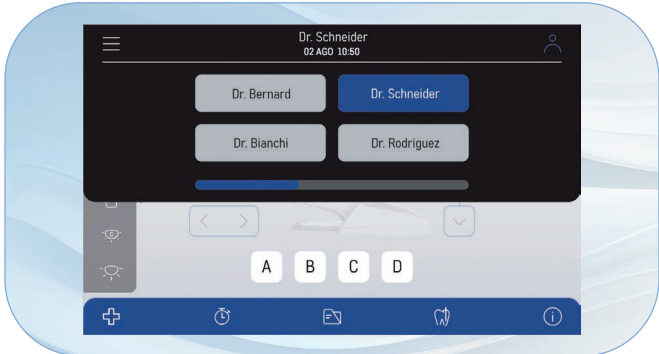 Dr. Schneider
02 AGO 10:50
Dr. Bernard
Dr. Schneider
Dr. Bianchi
Dr. Rodriguez
A B C D